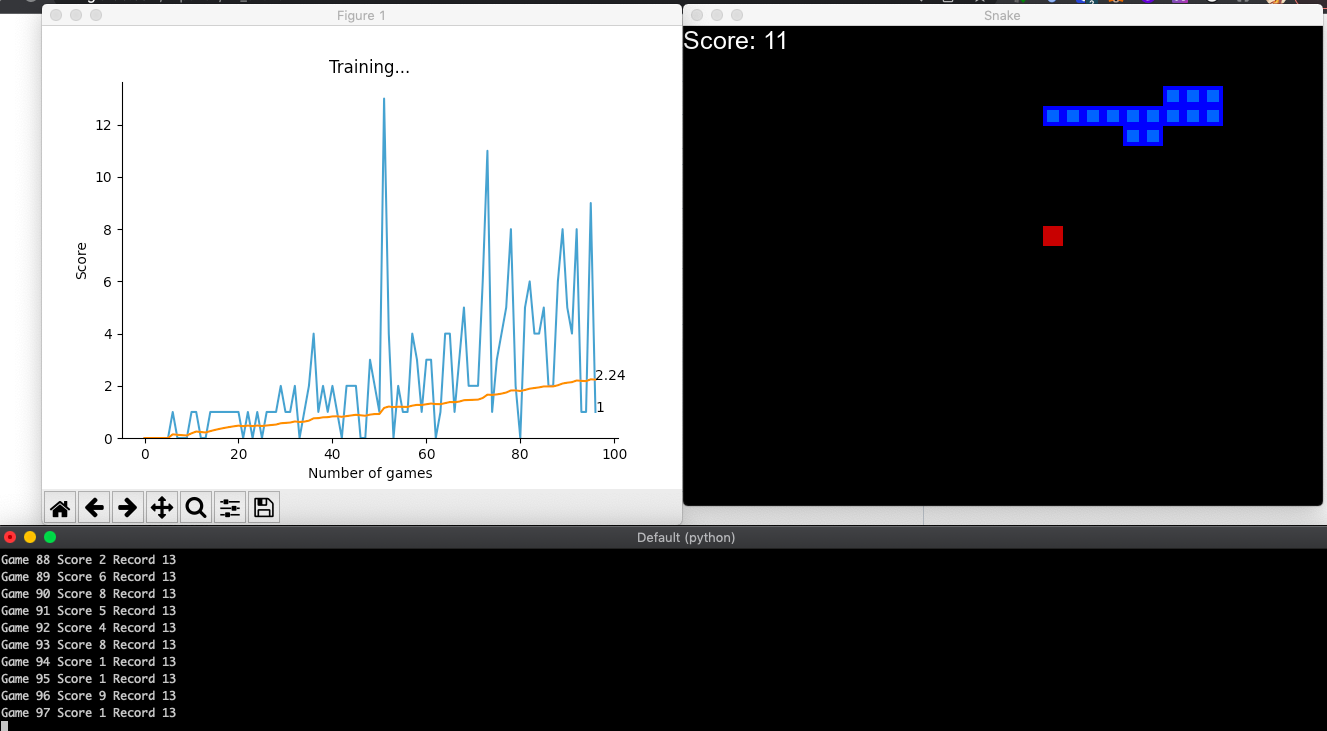 Figure 1
Training...
12
10
8
6
4
2
0
Score
2.24
1
0 20 40 60 80 100
Number of games
Snake
Score: 11
Default (python)
Game 88 Score 2 Record 13
Game 89 Score 6 Record 13
Game 90 Score 8 Record 13
Game 91 Score 5 Record 13
Game 92 Score 4 Record 13
Game 93 Score 8 Record 13
Game 94 Score 1 Record 13
Game 95 Score 1 Record 13
Game 96 Score 9 Record 13
Game 97 Score 1 Record 13